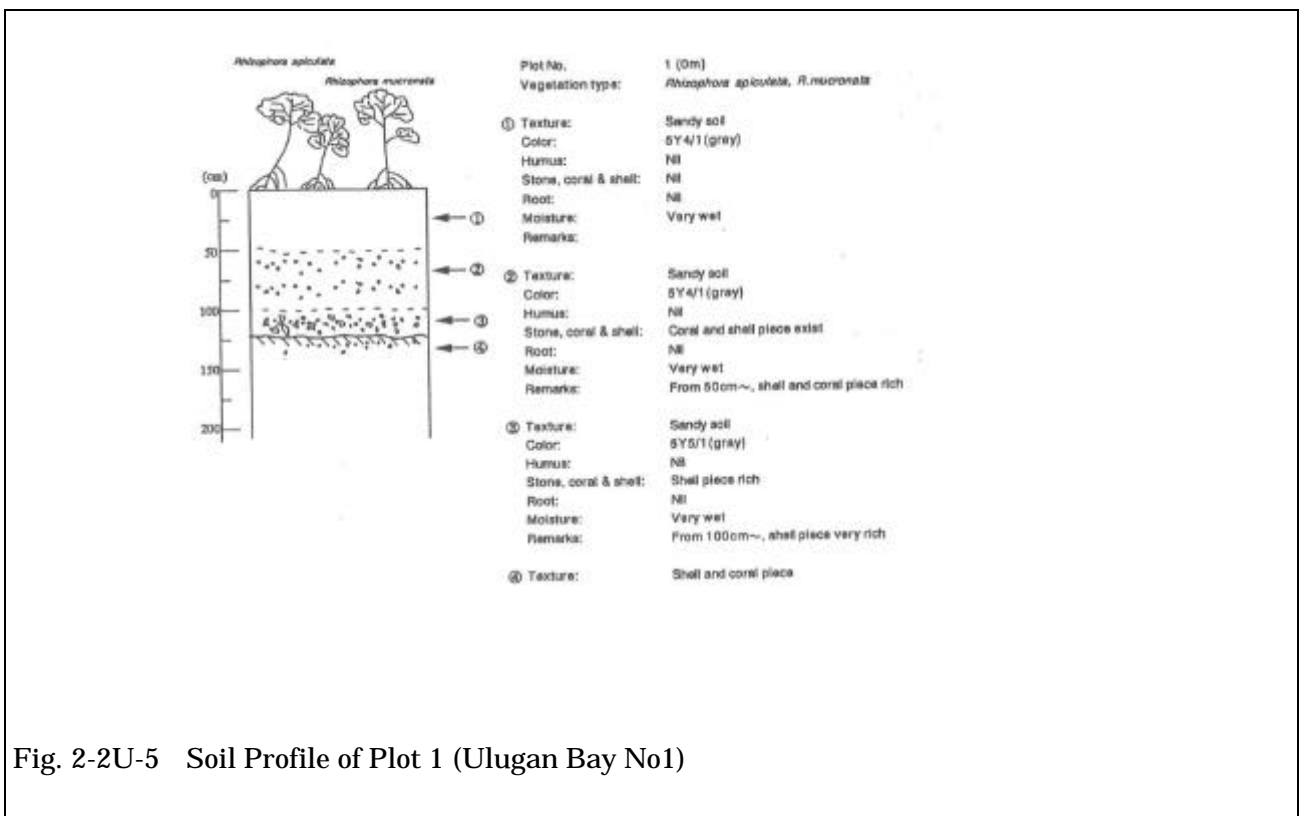 Rhizophora apiculata
Rhizophora mucronata
(cm)
0
50
100
150
200
①
②
③
④
Plot No. 1 (0m)
Vegetation type: Rhizophora apiculata, R.mucronata
① Texture: Sandy soil
Color: 5Y4/1(gray)
Humus: Nil
Stone, coral & shell: Nil
Root: Nil
Moisture: Very wet
Remarks:
② Texture: Sandy soil
Color: 5Y4/1(gray)
Humus: Nil
Stone, coral & shell: Coral and shell piece exist
Root: Nil
Moisture: Very wet
Remarks: From 50cm~, shell and coral piece rich
③ Texture: Sandy soil
Color: 5Y5/1(gray)
Humus: Nil
Stone, coral & shell: Shell piece rich
Root: Nil
Moisture: Very wet
Remarks: From 100cm~, shell piece very rich
④ Texture: Shell and coral piece
Fig. 2-2U-5 Soil Profile of Plot 1 (Ulugan Bay No1)